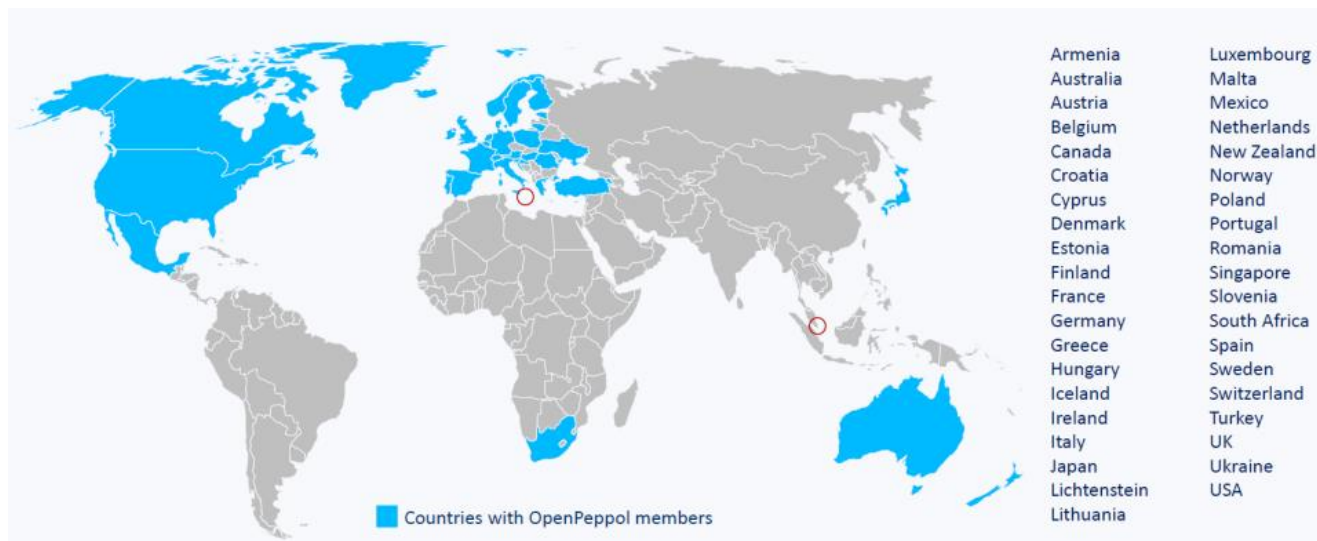 Armenia
Australia
Austria
Belgium
Canada
Croatia
Cyprus
Denmark
Estonia
Finland
France
Germany
Greece
Hungary
Iceland
Ireland
Italy
Japan
Lichtenstein
Lithuania
Luxembourg
Malta
Mexico
Netherlands
New Zealand
Norway
Poland
Portugal
Romania
Singapore
Slovenia
South Africa
Spain
Sweden
Switzerland
Turkey
UK
Ukraine
USA
Countries with OpenPeppol members